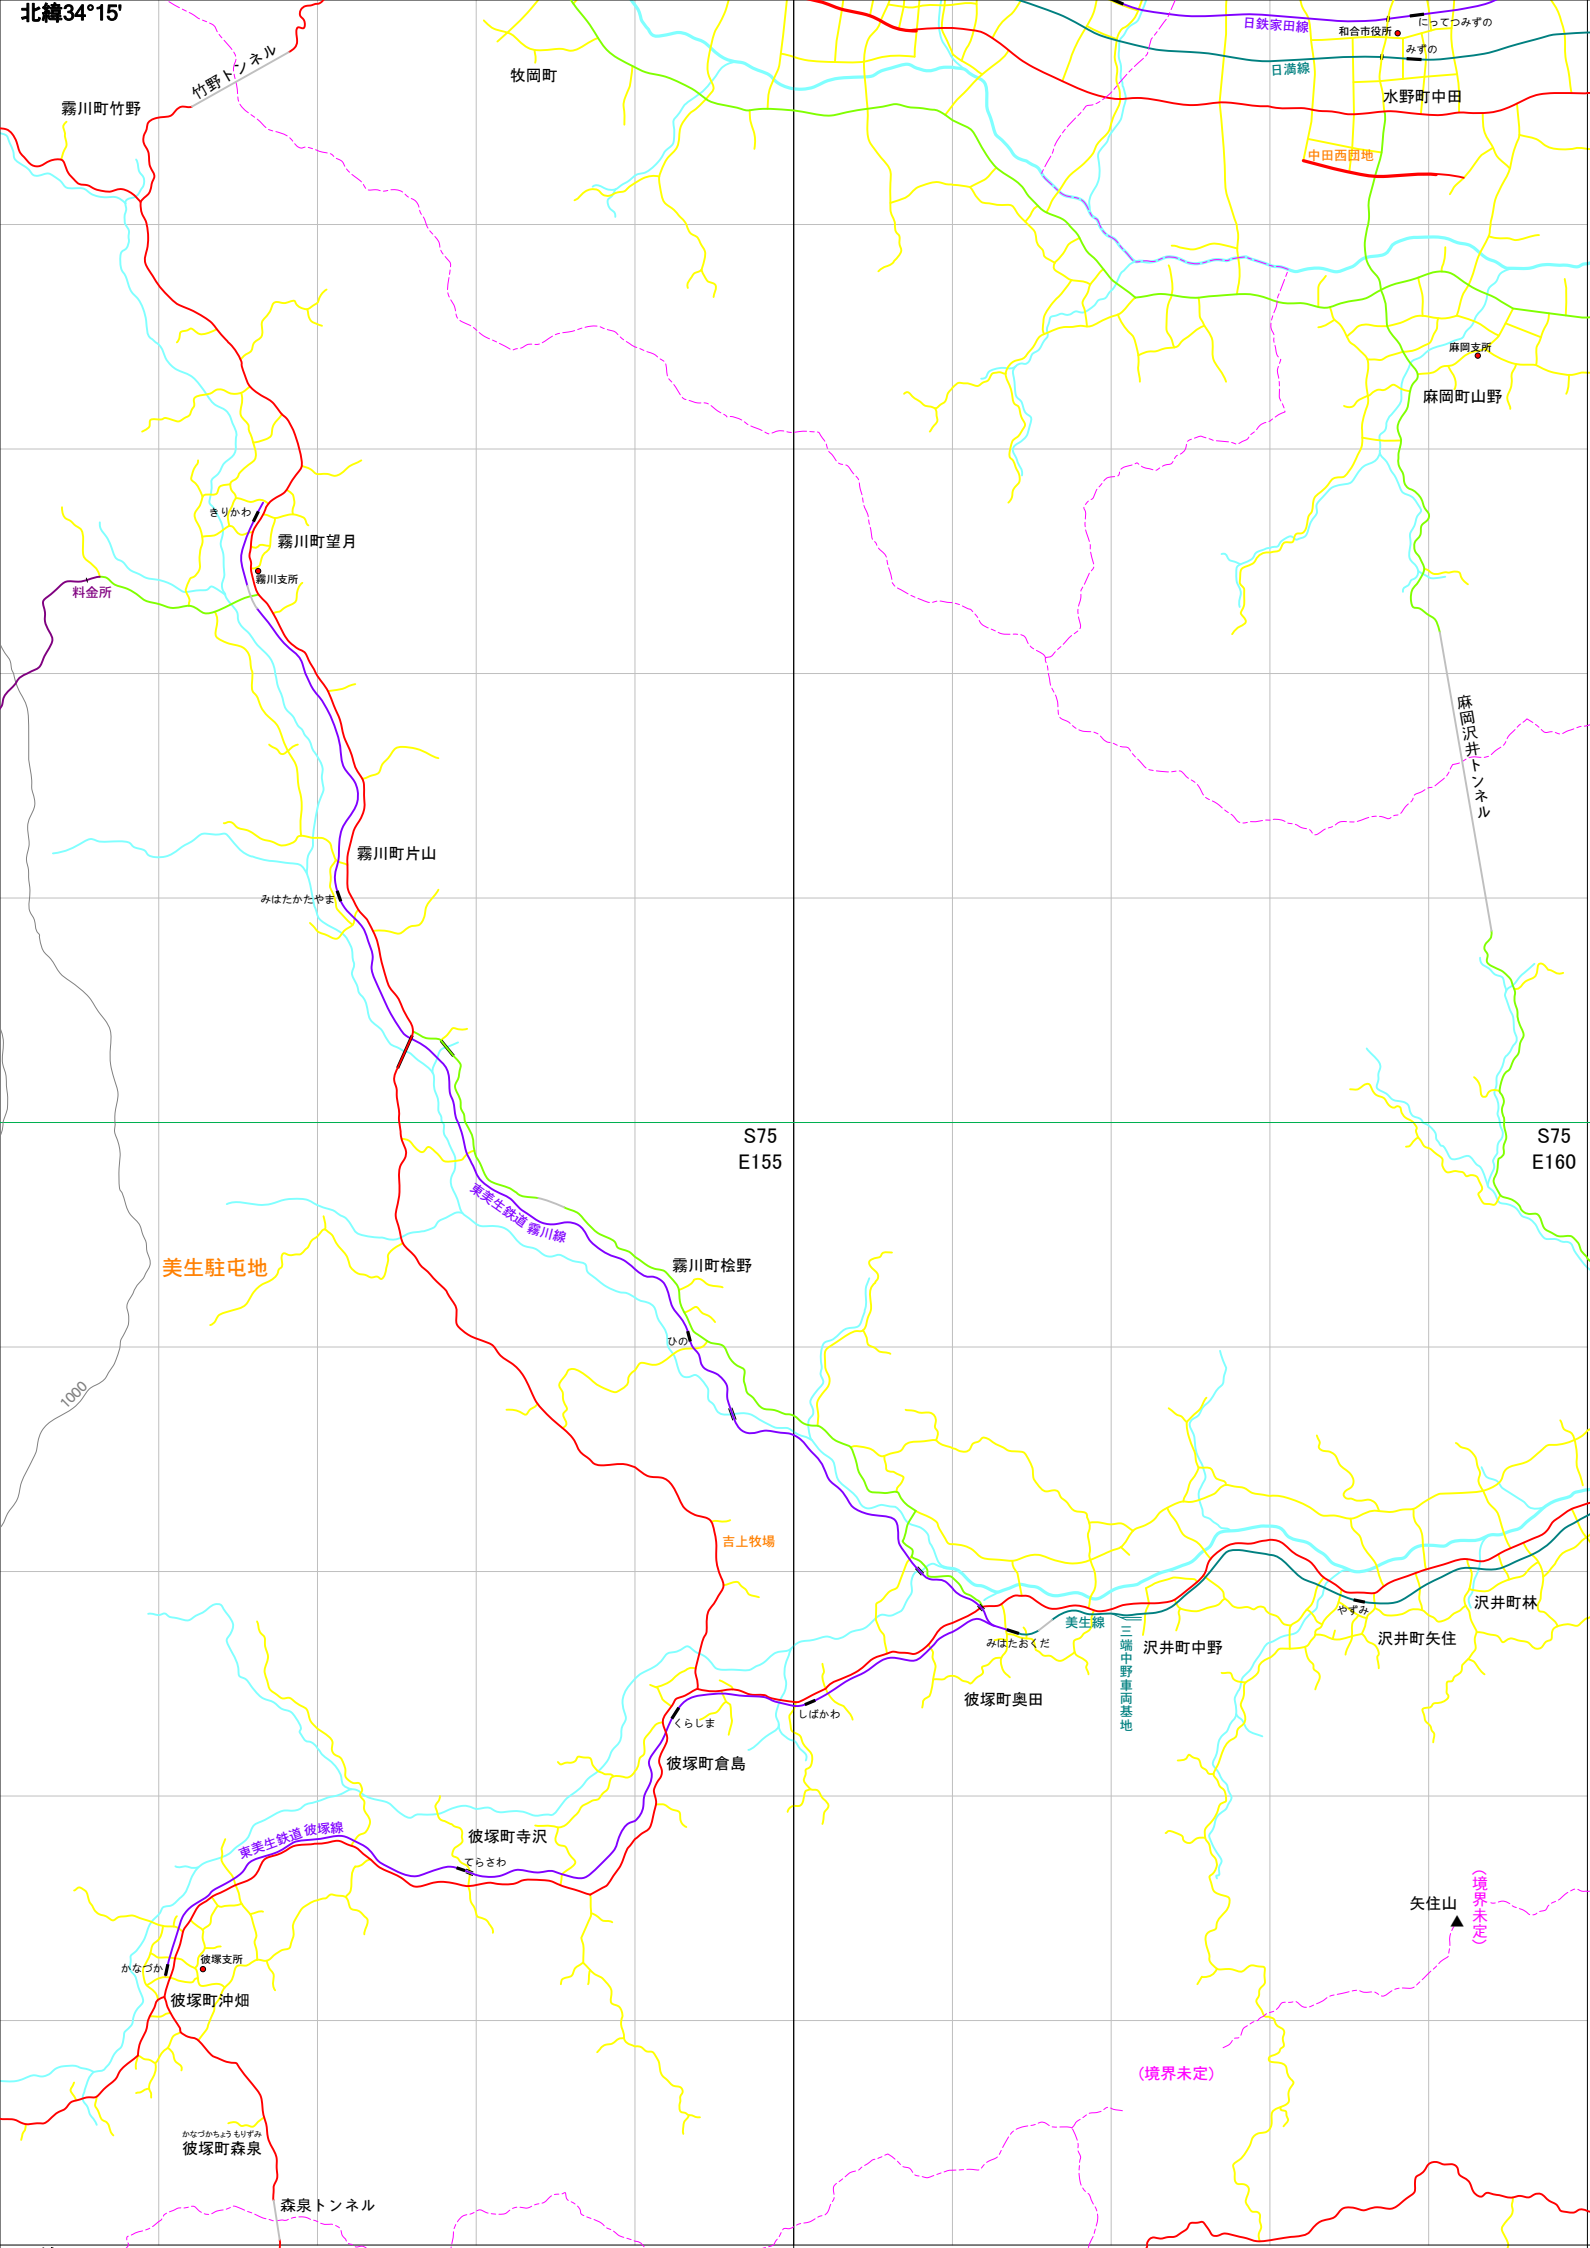 北緯34°15'
竹野トンネル
霧川町竹野
牧岡町
日鉄家田線
にってつみずの
和合市役所
みずの
日満線
水野町中田
中田西団地
麻岡支所
麻岡町山野
きりかわ
霧川町望月
霧川支所
料金所
麻岡沢井トンネル
霧川町片山
みはたかたやま
S75
E155
S75
E160
東美生鉄道 霧川線
美生駐屯地
霧川町桧野
ひの
1000
吉上牧場
みはたおくだ
美生線
三端中野車両基地
沢井町中野
やずみ
沢井町矢住
沢井町林
彼塚町奥田
しばかわ
くらしま
彼塚町倉島
東美生鉄道 彼塚線
彼塚町寺沢
てらさわ
矢住山
(境界未定)
かなづか
彼塚支所
彼塚町沖畑
(境界未定)
かなづかちょうもりずみ
彼塚町森泉
森泉トンネル